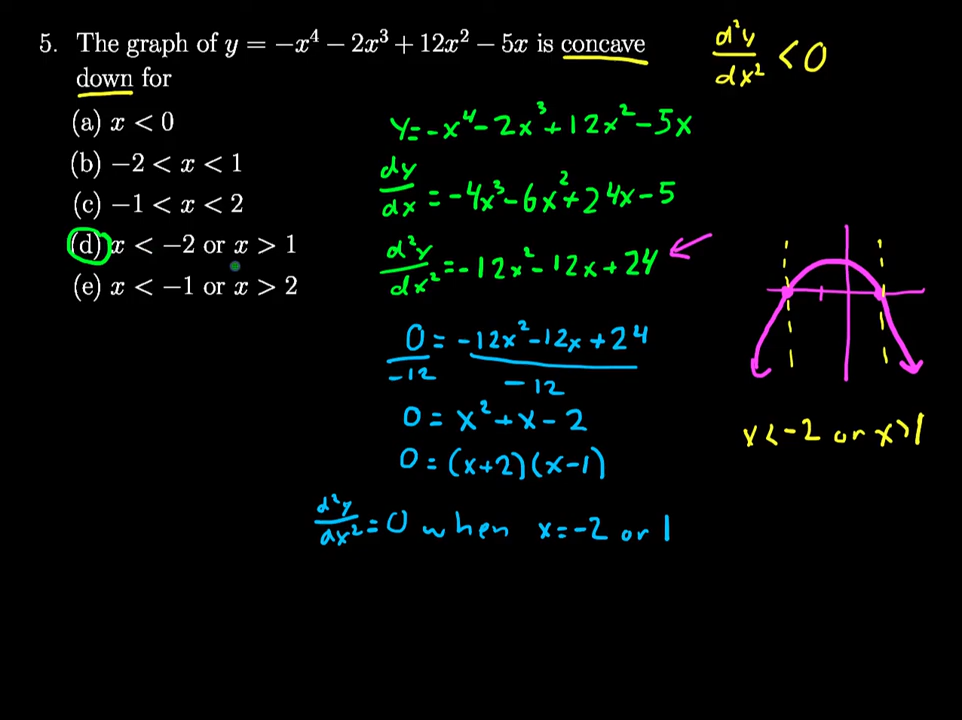 5. The graph of y = −x⁴ − 2x³ + 12x² − 5x is concave
down for
(a) x < 0
(b) −2 < x < 1
(c) −1 < x < 2
(d) x < −2 or x > 1
(e) x < −1 or x > 2
d²y/dx² < 0
y = -x⁴ - 2x³ + 12x² - 5x
dy/dx = -4x³ - 6x² + 24x - 5
d²y/dx² = -12x² - 12x + 24
0/-12 = (-12x² - 12x + 24)/-12
0 = x² + x - 2
0 = (x+2)(x-1)
d²y/dx² = 0 when x = -2 or 1
x < -2 or x > 1